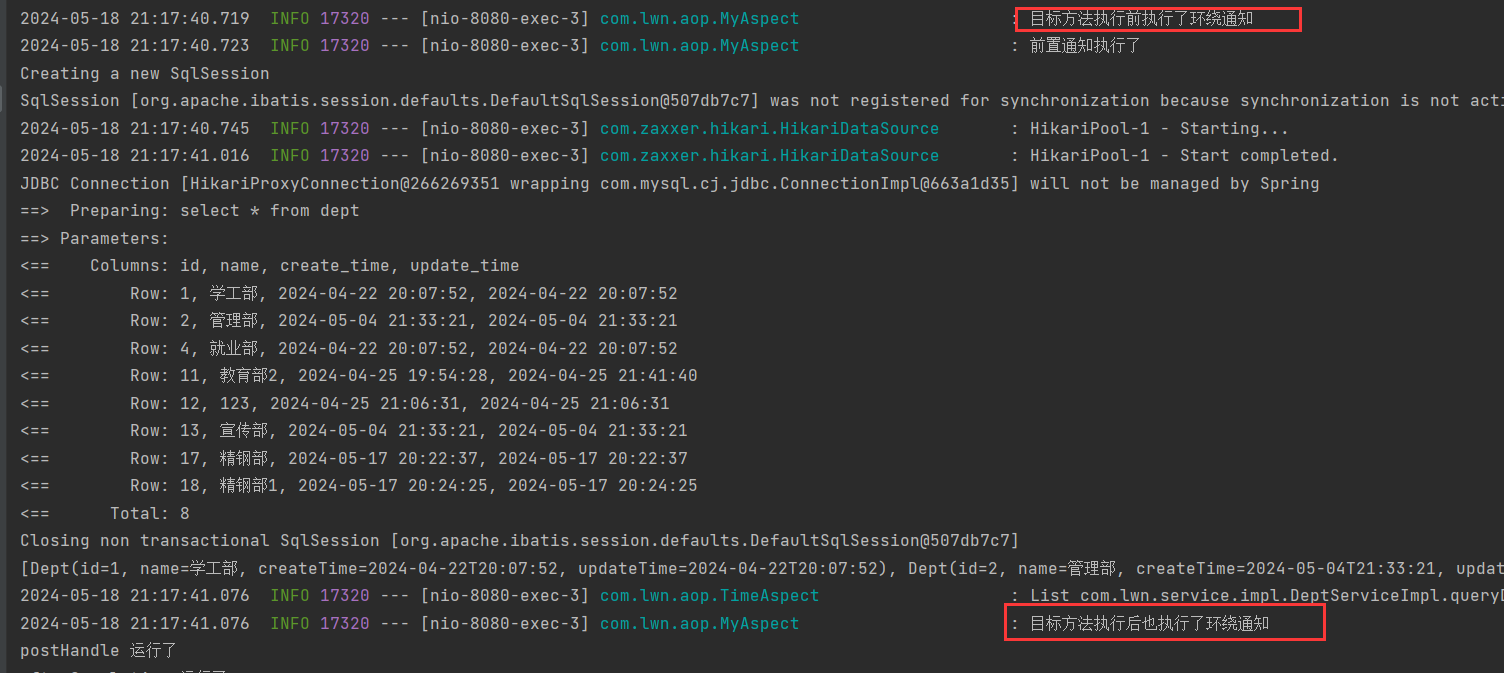 2024-05-18 21:17:40.719  INFO 17320 --- [nio-8080-exec-3] com.lwn.aop.MyAspect                     : 目标方法执行前执行了环绕通知
2024-05-18 21:17:40.723  INFO 17320 --- [nio-8080-exec-3] com.lwn.aop.MyAspect                     : 前置通知执行了
Creating a new SqlSession
SqlSession [org.apache.ibatis.session.defaults.DefaultSqlSession@507db7c7] was not registered for synchronization because synchronization is not acti
2024-05-18 21:17:40.745  INFO 17320 --- [nio-8080-exec-3] com.zaxxer.hikari.HikariDataSource       : HikariPool-1 - Starting...
2024-05-18 21:17:41.016  INFO 17320 --- [nio-8080-exec-3] com.zaxxer.hikari.HikariDataSource       : HikariPool-1 - Start completed.
JDBC Connection [HikariProxyConnection@266269351 wrapping com.mysql.cj.jdbc.ConnectionImpl@663a1d35] will not be managed by Spring
==>  Preparing: select * from dept
==> Parameters:
<==    Columns: id, name, create_time, update_time
<==        Row: 1, 学工部, 2024-04-22 20:07:52, 2024-04-22 20:07:52
<==        Row: 2, 管理部, 2024-05-04 21:33:21, 2024-05-04 21:33:21
<==        Row: 4, 就业部, 2024-04-22 20:07:52, 2024-04-22 20:07:52
<==        Row: 11, 教育部2, 2024-04-25 19:54:28, 2024-04-25 21:41:40
<==        Row: 12, 123, 2024-04-25 21:06:31, 2024-04-25 21:06:31
<==        Row: 13, 宣传部, 2024-05-04 21:33:21, 2024-05-04 21:33:21
<==        Row: 17, 精钢部, 2024-05-17 20:22:37, 2024-05-17 20:22:37
<==        Row: 18, 精钢部1, 2024-05-17 20:24:25, 2024-05-17 20:24:25
<==      Total: 8
Closing non transactional SqlSession [org.apache.ibatis.session.defaults.DefaultSqlSession@507db7c7]
[Dept(id=1, name=学工部, createTime=2024-04-22T20:07:52, updateTime=2024-04-22T20:07:52), Dept(id=2, name=管理部, createTime=2024-05-04T21:33:21, updat
2024-05-18 21:17:41.076  INFO 17320 --- [nio-8080-exec-3] com.lwn.aop.TimeAspect                   : List com.lwn.service.impl.DeptServiceImpl.query
2024-05-18 21:17:41.076  INFO 17320 --- [nio-8080-exec-3] com.lwn.aop.MyAspect                     : 目标方法执行后也执行了环绕通知
postHandle 运行了